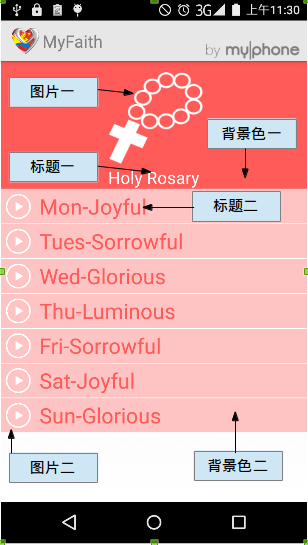 3G 上午11:30
MyFaith
by my|phone
图片一
背景色一
标题一
Holy Rosary
标题二
Mon-Joyful
Tues-Sorrowful
Wed-Glorious
Thu-Luminous
Fri-Sorrowful
Sat-Joyful
Sun-Glorious
图片二
背景色二